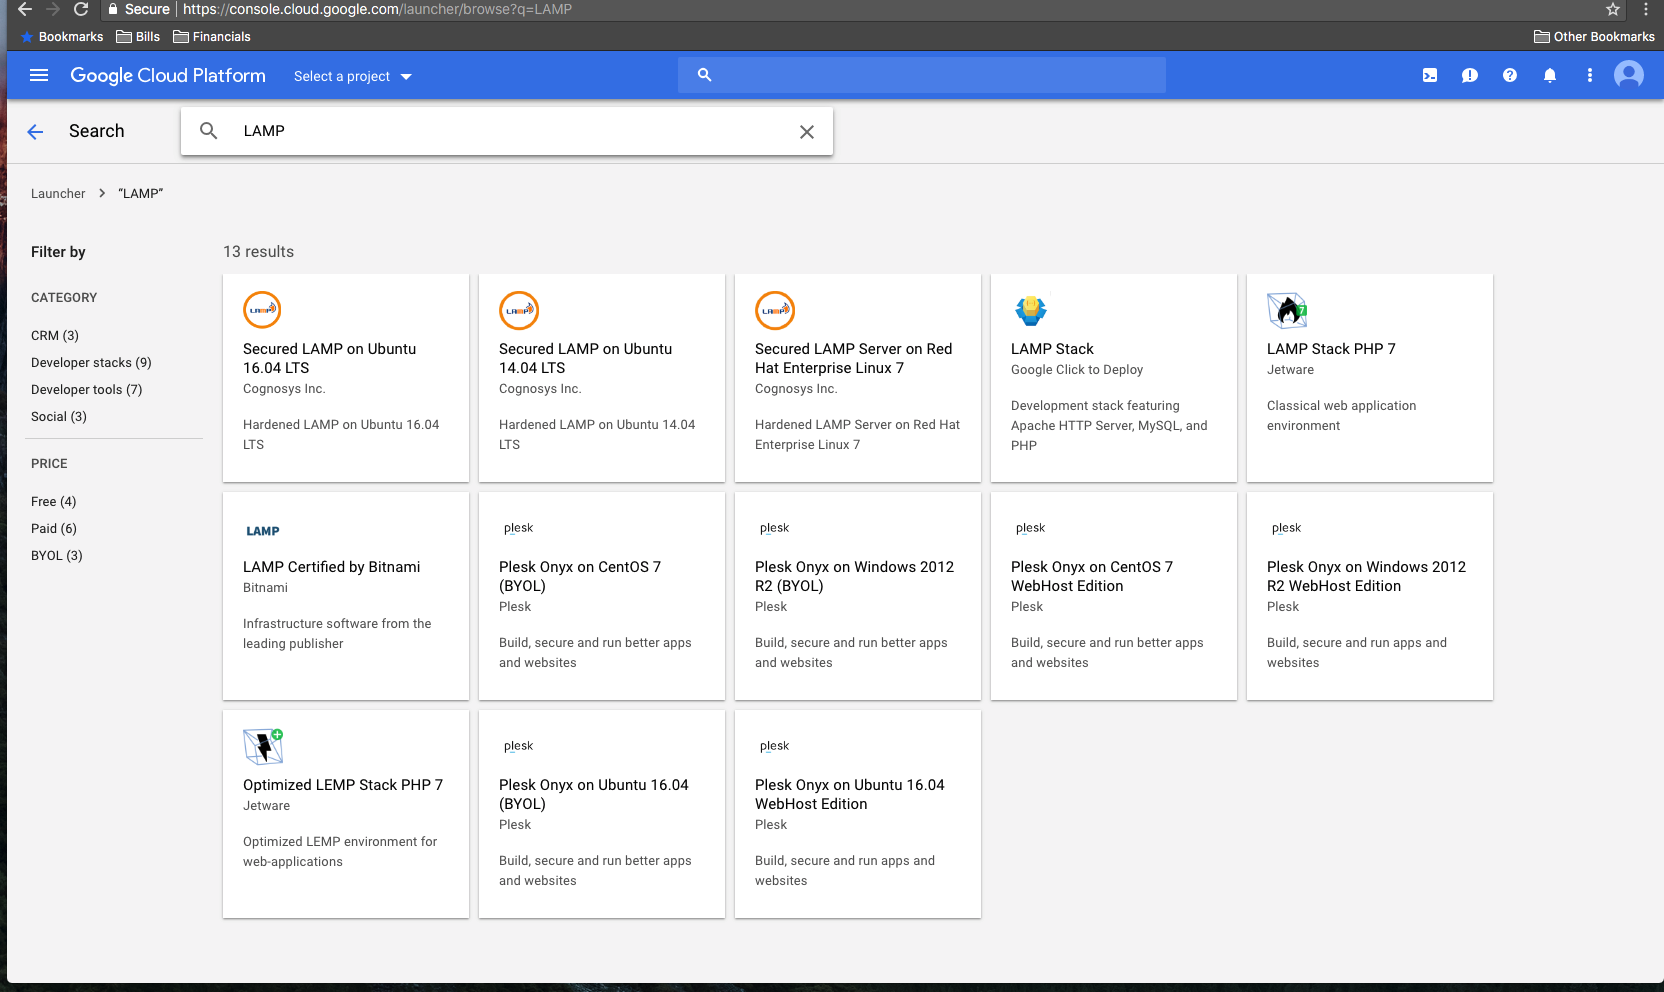 Secure
https://console.cloud.google.com/launcher/browse?q=LAMP
Bookmarks
Bills
Financials
Other Bookmarks
Google Cloud Platform
Select a project
Search
LAMP
Launcher
“LAMP”
Filter by
13 results
CATEGORY
CRM (3)
Developer stacks (9)
Developer tools (7)
Social (3)
PRICE
Free (4)
Paid (6)
BYOL (3)
LAMP
Secured LAMP on Ubuntu
16.04 LTS
Cognosys Inc.
Hardened LAMP on Ubuntu 16.04
LTS
LAMP
Secured LAMP on Ubuntu
14.04 LTS
Cognosys Inc.
Hardened LAMP on Ubuntu 14.04
LTS
LAMP
Secured LAMP Server on Red
Hat Enterprise Linux 7
Cognosys Inc.
Hardened LAMP Server on Red Hat
Enterprise Linux 7
LAMP Stack
Google Click to Deploy
Development stack featuring
Apache HTTP Server, MySQL, and
PHP
7
LAMP Stack PHP 7
Jetware
Classical web application
environment
LAMP
LAMP Certified by Bitnami
Bitnami
Infrastructure software from the
leading publisher
plesk
Plesk Onyx on CentOS 7
(BYOL)
Plesk
Build, secure and run better apps
and websites
plesk
Plesk Onyx on Windows 2012
R2 (BYOL)
Plesk
Build, secure and run better apps
and websites
plesk
Plesk Onyx on CentOS 7
WebHost Edition
Plesk
Build, secure and run better apps
and websites
plesk
Plesk Onyx on Windows 2012
R2 WebHost Edition
Plesk
Build, secure and run apps and
websites
Optimized LEMP Stack PHP 7
Jetware
Optimized LEMP environment for
web-applications
plesk
Plesk Onyx on Ubuntu 16.04
(BYOL)
Plesk
Build, secure and run better apps
and websites
plesk
Plesk Onyx on Ubuntu 16.04
WebHost Edition
Plesk
Build, secure and run apps and
websites